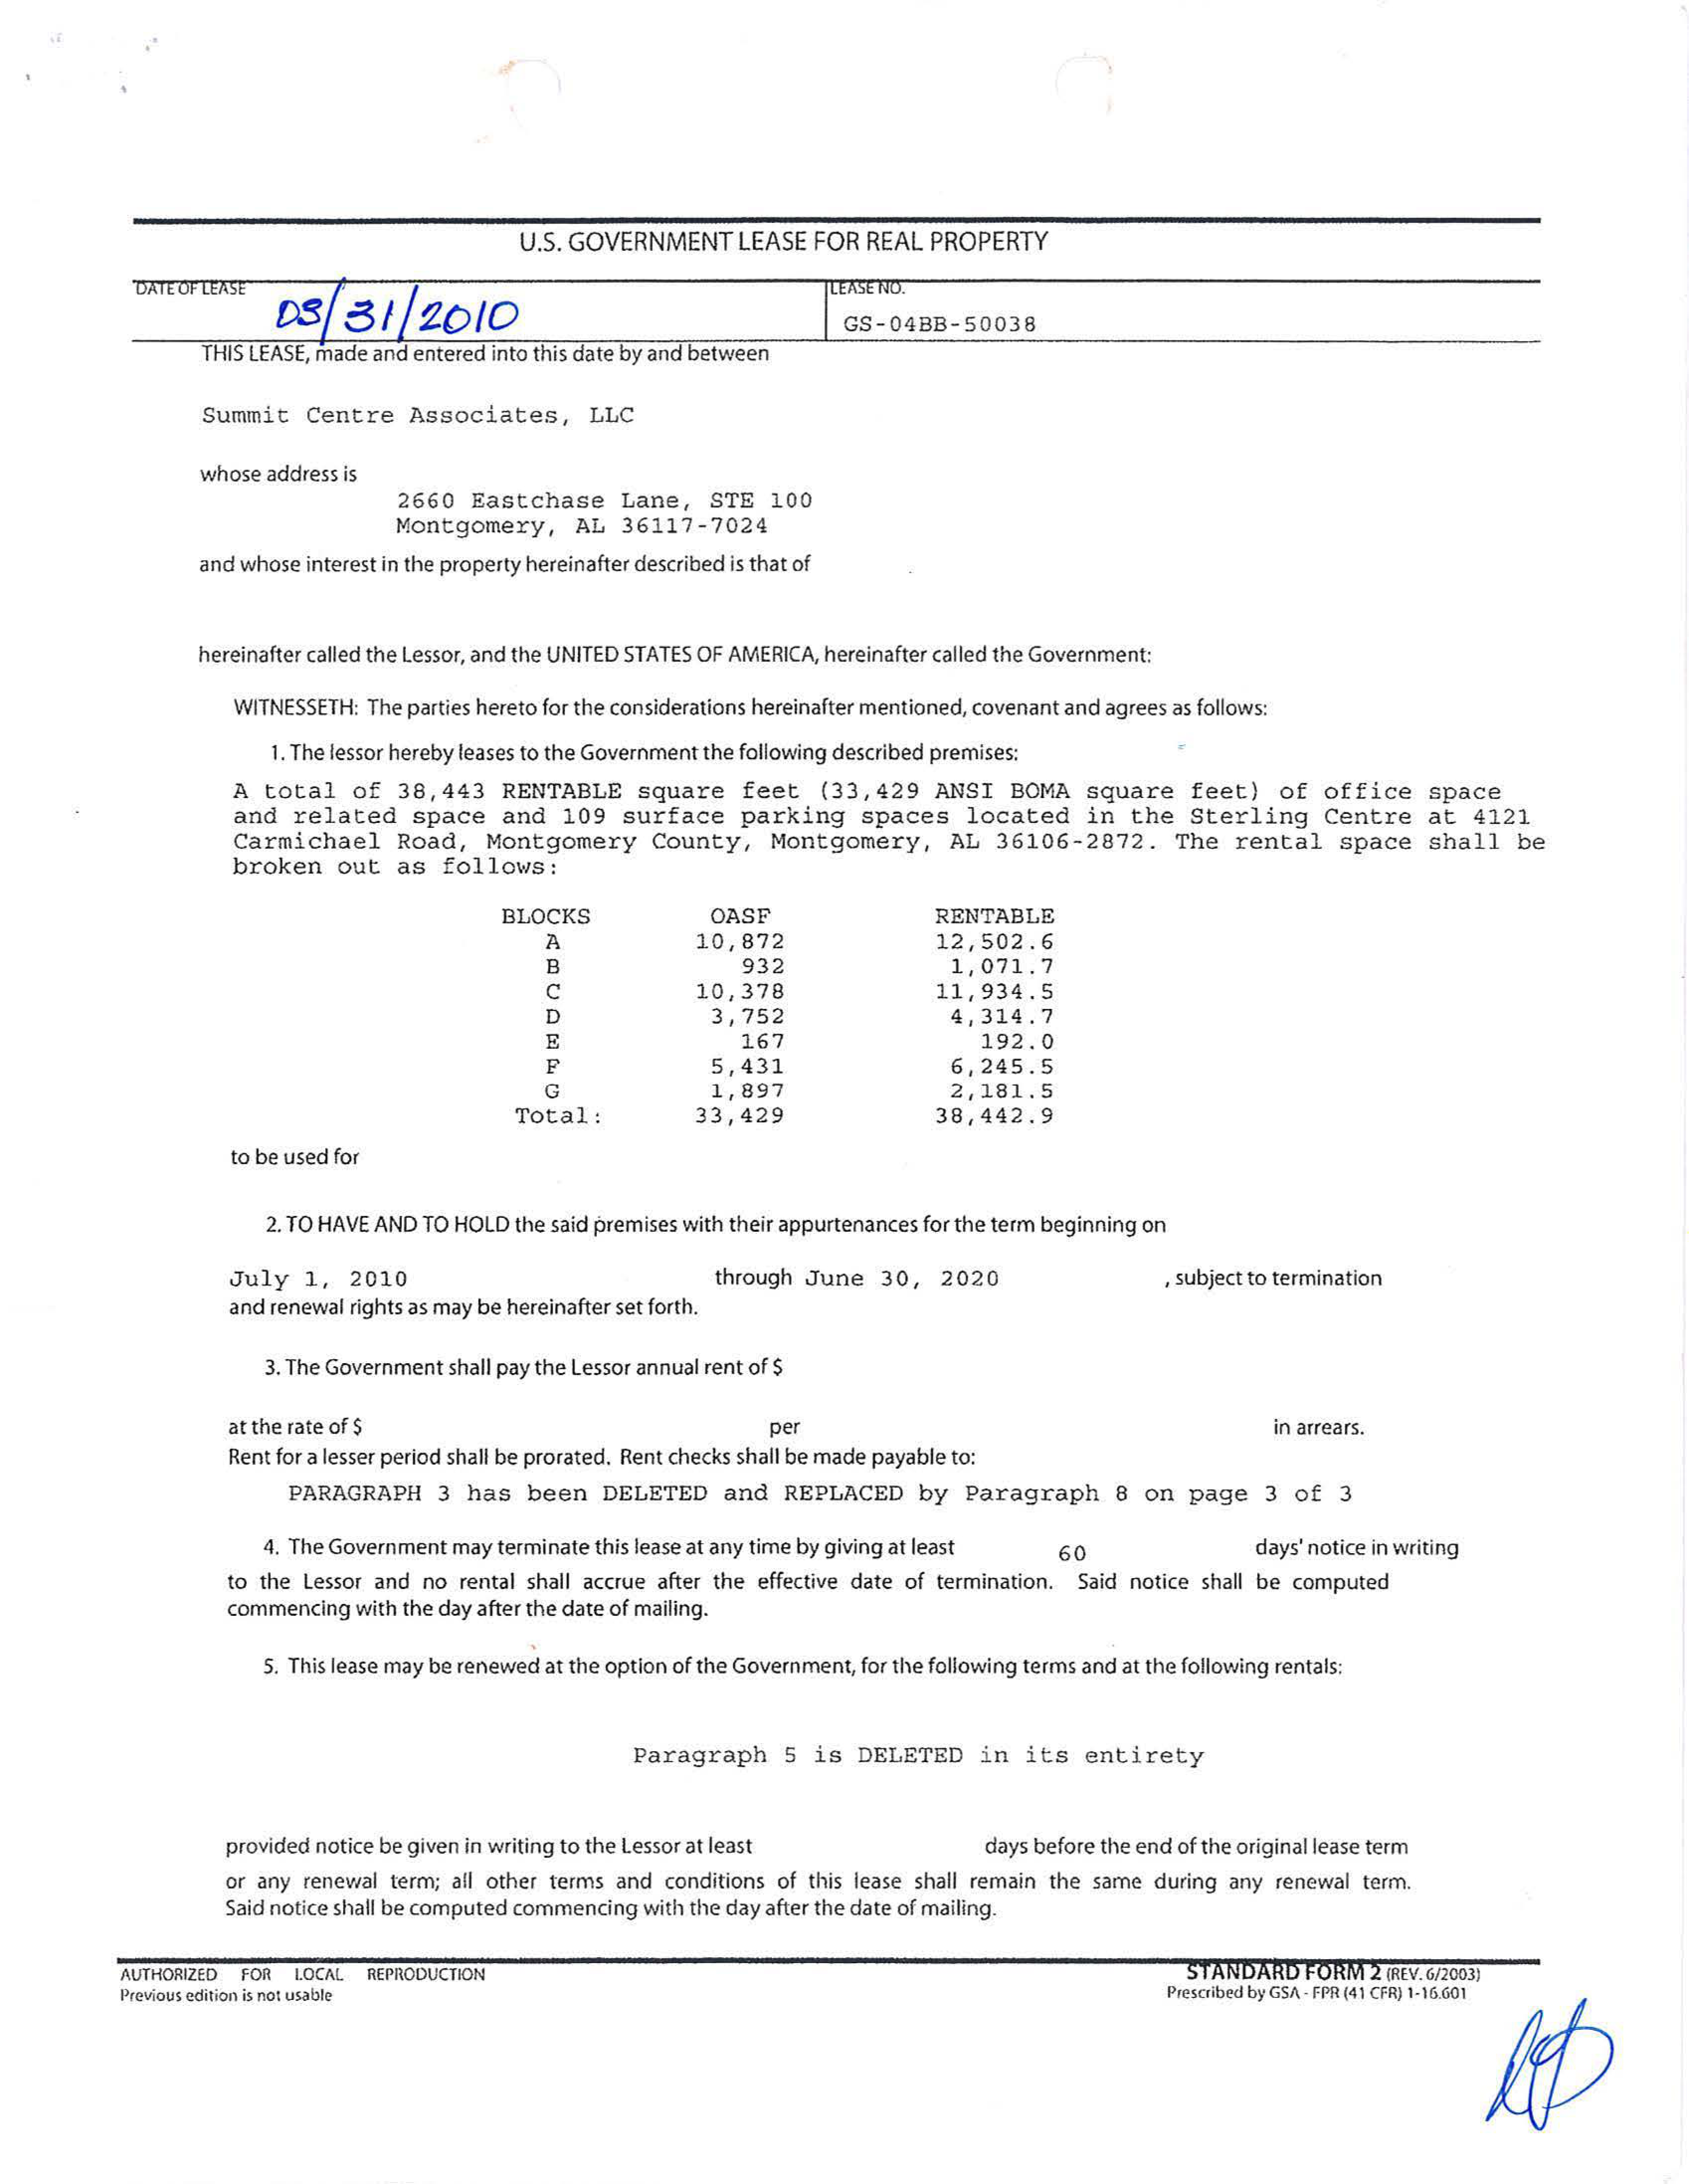 U.S. GOVERNMENT LEASE FOR REAL PROPERTY
DATE OF LEASE
03/31/2010
LEASE NO.
GS-04BB-50038
THIS LEASE, made and entered into this date by and between
Summit Centre Associates, LLC
whose address is
2660 Eastchase Lane, STE 100
Montgomery, AL 36117-7024
and whose interest in the property hereinafter described is that of
hereinafter called the Lessor, and the UNITED STATES OF AMERICA, hereinafter called the Government:
WITNESSETH: The parties hereto for the considerations hereinafter mentioned, covenant and agrees as follows:
1. The lessor hereby leases to the Government the following described premises:
A total of 38,443 RENTABLE square feet (33,429 ANSI BOMA square feet) of office space
and related space and 109 surface parking spaces located in the Sterling Centre at 4121
Carmichael Road, Montgomery County, Montgomery, AL 36106-2872. The rental space shall be
broken out as follows:
BLOCKS OASF RENTABLE
A 10,872 12,502.6
B 932 1,071.7
C 10,378 11,934.5
D 3,752 4,314.7
E 167 192.0
F 5,431 6,245.5
G 1,897 2,181.5
Total: 33,429 38,442.9
to be used for
2. TO HAVE AND TO HOLD the said premises with their appurtenances for the term beginning on
July 1, 2010 through June 30, 2020 , subject to termination
and renewal rights as may be hereinafter set forth.
3. The Government shall pay the Lessor annual rent of $
at the rate of $ per in arrears.
Rent for a lesser period shall be prorated. Rent checks shall be made payable to:
PARAGRAPH 3 has been DELETED and REPLACED by Paragraph 8 on page 3 of 3
4. The Government may terminate this lease at any time by giving at least 60 days' notice in writing
to the Lessor and no rental shall accrue after the effective date of termination. Said notice shall be computed
commencing with the day after the date of mailing.
5. This lease may be renewed at the option of the Government, for the following terms and at the following rentals:
Paragraph 5 is DELETED in its entirety
provided notice be given in writing to the Lessor at least days before the end of the original lease term
or any renewal term; all other terms and conditions of this lease shall remain the same during any renewal term.
Said notice shall be computed commencing with the day after the date of mailing.
AUTHORIZED FOR LOCAL REPRODUCTION
Previous edition is not usable
STANDARD FORM 2 (REV. 6/2003)
Prescribed by GSA - FPR (41 CFR) 1-16.601